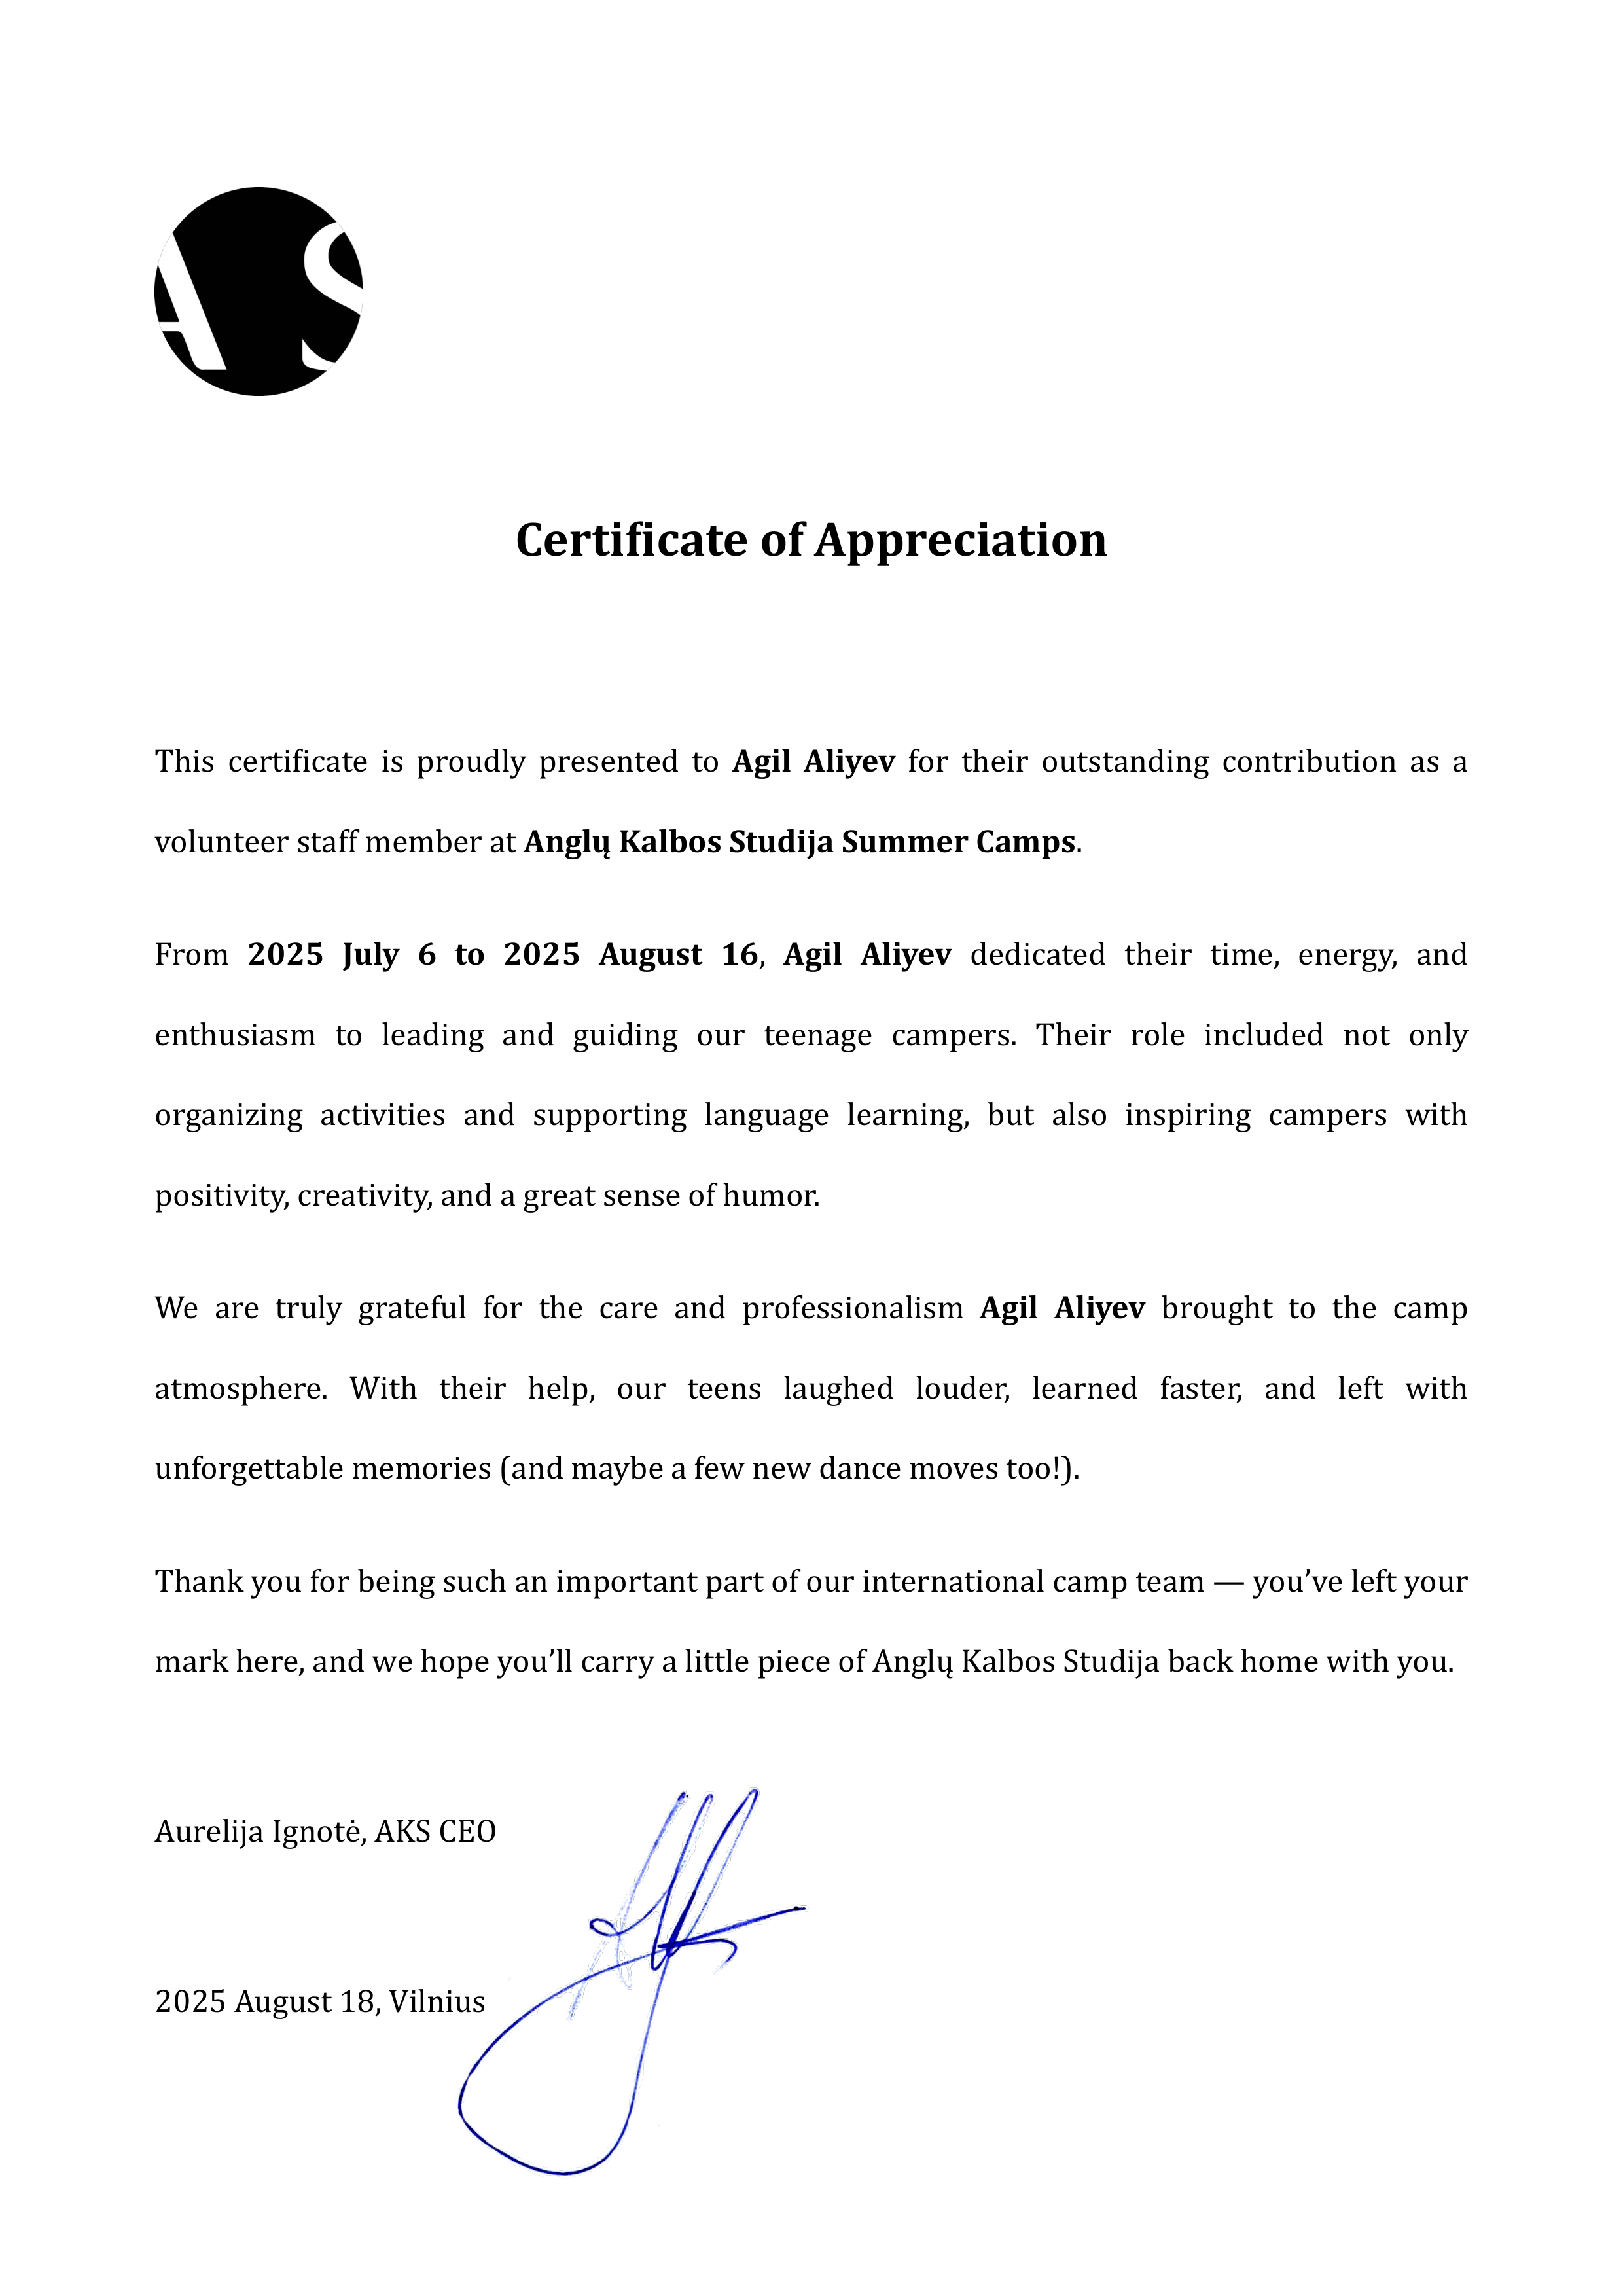 A S
Certificate of Appreciation
This certificate is proudly presented to Agil Aliyev for their outstanding contribution as a
volunteer staff member at Anglų Kalbos Studija Summer Camps.
From 2025 July 6 to 2025 August 16, Agil Aliyev dedicated their time, energy, and
enthusiasm to leading and guiding our teenage campers. Their role included not only
organizing activities and supporting language learning, but also inspiring campers with
positivity, creativity, and a great sense of humor.
We are truly grateful for the care and professionalism Agil Aliyev brought to the camp
atmosphere. With their help, our teens laughed louder, learned faster, and left with
unforgettable memories (and maybe a few new dance moves too!).
Thank you for being such an important part of our international camp team — you’ve left your
mark here, and we hope you’ll carry a little piece of Anglų Kalbos Studija back home with you.
Aurelija Ignotė, AKS CEO
2025 August 18, Vilnius